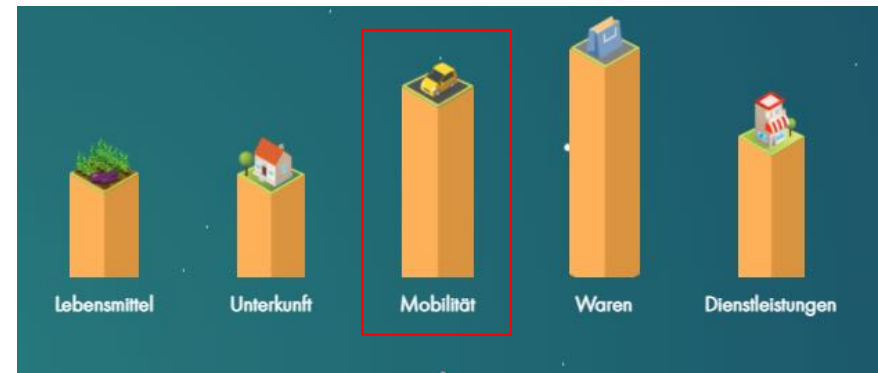 Lebensmittel
Unterkunft
Mobilität
Waren
Dienstleistungen